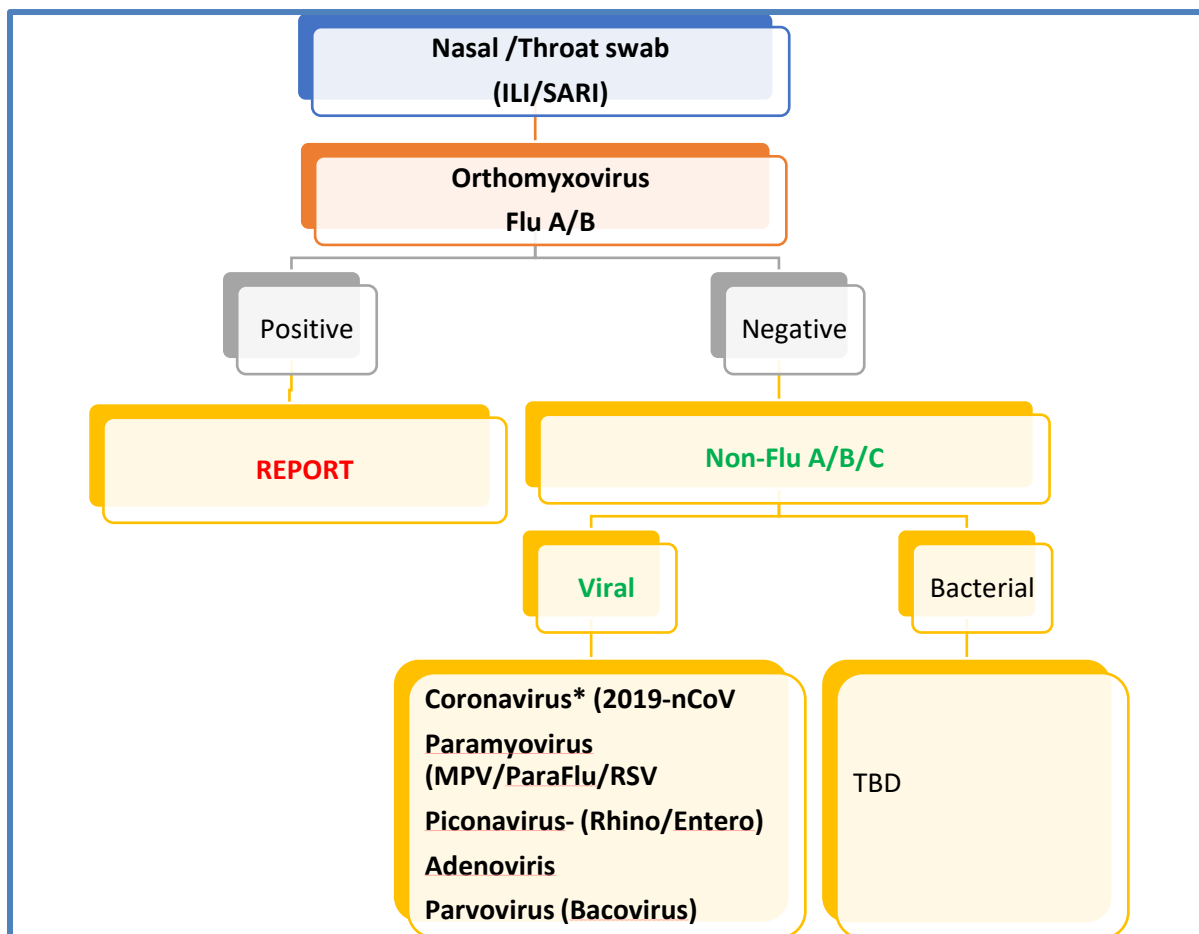 Nasal /Throat swab
(ILI/SARI)
Orthomyxovirus
Flu A/B
Positive
Negative
REPORT
Non-Flu A/B/C
Viral
Bacterial
Coronavirus* (2019-nCoV
Paramyovirus
(MPV/ParaFlu/RSV
Piconavirus- (Rhino/Entero)
Adenoviris
Parvovirus (Bacovirus)
TBD